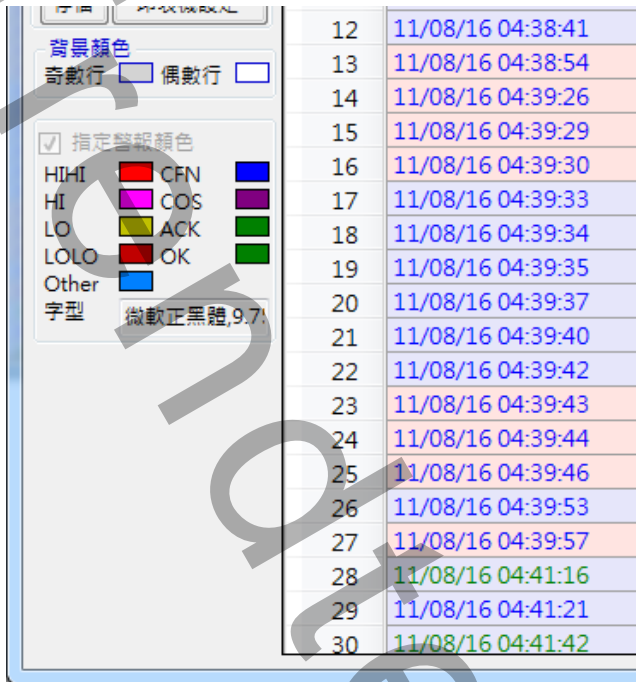 存檔 印表機設定
背景顏色
奇數行 偶數行
指定警報顏色
HIHI CFN
HI COS
LO ACK
LOLO OK
Other
字型 微軟正黑體,9.75
12 11/08/16 04:38:41
13 11/08/16 04:38:54
14 11/08/16 04:39:26
15 11/08/16 04:39:29
16 11/08/16 04:39:30
17 11/08/16 04:39:33
18 11/08/16 04:39:34
19 11/08/16 04:39:35
20 11/08/16 04:39:37
21 11/08/16 04:39:40
22 11/08/16 04:39:42
23 11/08/16 04:39:43
24 11/08/16 04:39:44
25 11/08/16 04:39:46
26 11/08/16 04:39:53
27 11/08/16 04:39:57
28 11/08/16 04:41:16
29 11/08/16 04:41:21
30 11/08/16 04:41:42